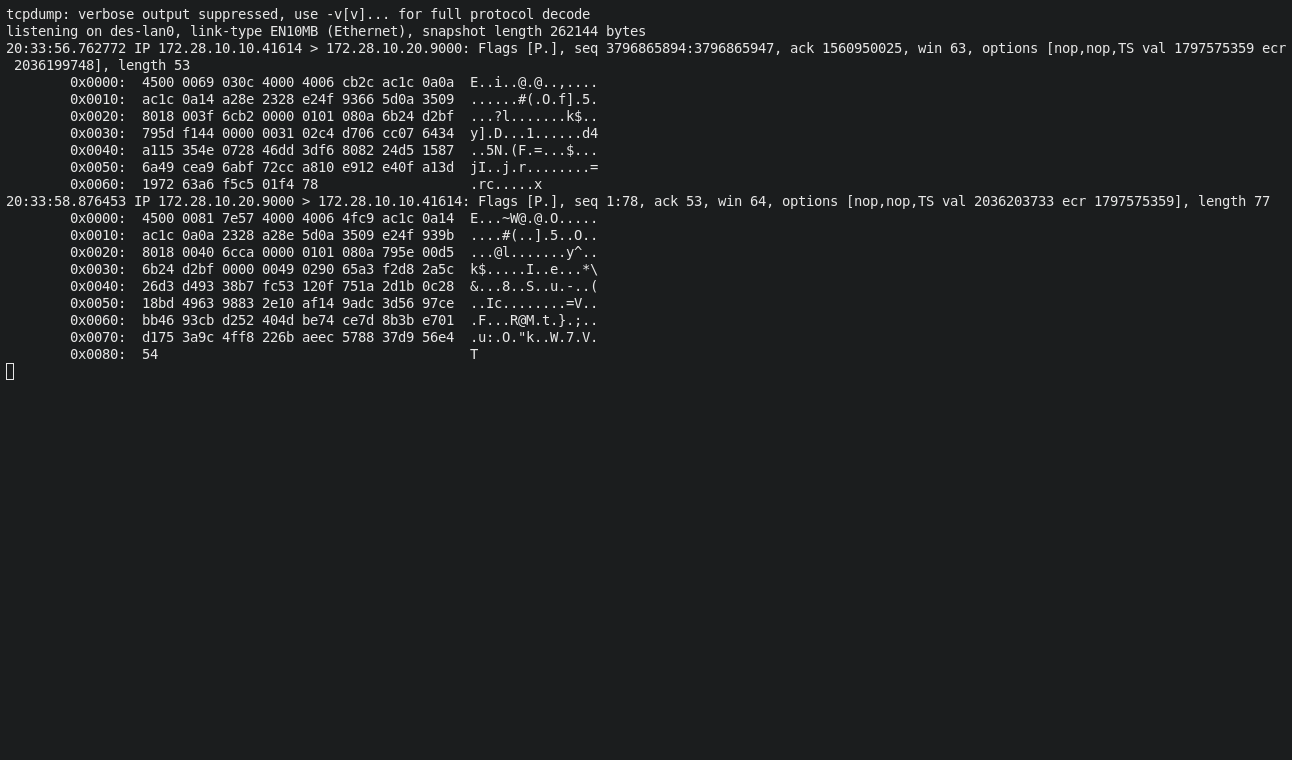 tcpdump: verbose output suppressed, use -v[v]... for full protocol decode
listening on des-lan0, link-type EN10MB (Ethernet), snapshot length 262144 bytes
20:33:56.762772 IP 172.28.10.10.41614 > 172.28.10.20.9000: Flags [P.], seq 3796865894:3796865947, ack 1560950025, win 63, options [nop,nop,TS val 1797575359 ecr
 2036199748], length 53
        0x0000:  4500 0069 030c 4000 4006 cb2c ac1c 0a0a  E..i..@.@..,....
        0x0010:  ac1c 0a14 a28e 2328 e24f 9366 5d0a 3509  ......#(.O.f].5.
        0x0020:  8018 003f 6cb2 0000 0101 080a 6b24 d2bf  ...?l.......k$..
        0x0030:  795d f144 0000 0031 02c4 d706 cc07 6434  y].D...1......d4
        0x0040:  a115 354e 0728 46dd 3df6 8082 24d5 1587  ..5N.(F.=...$...
        0x0050:  6a49 cea9 6abf 72cc a810 e912 e40f a13d  jI..j.r........=
        0x0060:  1972 63a6 f5c5 01f4 78                   .rc.....x
20:33:58.876453 IP 172.28.10.20.9000 > 172.28.10.10.41614: Flags [P.], seq 1:78, ack 53, win 64, options [nop,nop,TS val 2036203733 ecr 1797575359], length 77
        0x0000:  4500 0081 7e57 4000 4006 4fc9 ac1c 0a14  E...~W@.@.O.....
        0x0010:  ac1c 0a0a 2328 a28e 5d0a 3509 e24f 939b  ....#(..].5..O..
        0x0020:  8018 0040 6cca 0000 0101 080a 795e 00d5  ...@l.......y^..
        0x0030:  6b24 d2bf 0000 0049 0290 65a3 f2d8 2a5c  k$.....I..e...*\
        0x0040:  26d3 d493 38b7 fc53 120f 751a 2d1b 0c28  &...8..S..u.-..(
        0x0050:  18bd 4963 9883 2e10 af14 9adc 3d56 97ce  ..Ic........=V..
        0x0060:  bb46 93cb d252 404d be74 ce7d 8b3b e701  .F...R@M.t.}.;..
        0x0070:  d175 3a9c 4ff8 226b aeec 5788 37d9 56e4  .u:.O."k..W.7.V.
        0x0080:  54                                       T